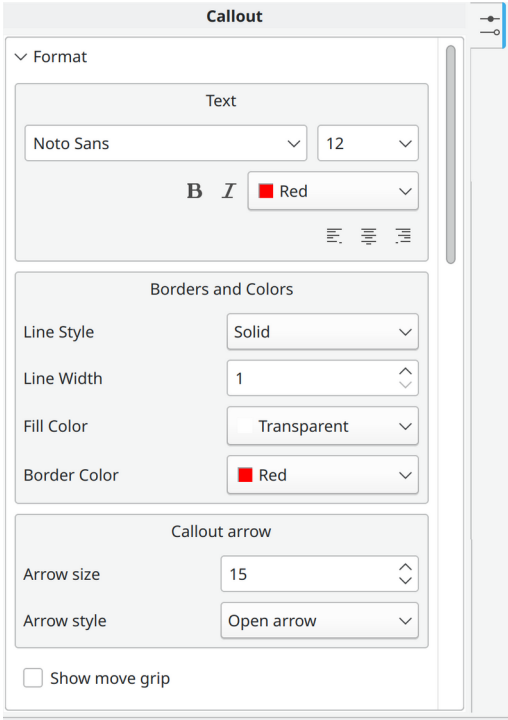 Callout
Format
Text
Noto Sans 12
B I Red
Borders and Colors
Line Style Solid
Line Width 1
Fill Color Transparent
Border Color Red
Callout arrow
Arrow size 15
Arrow style Open arrow
Show move grip